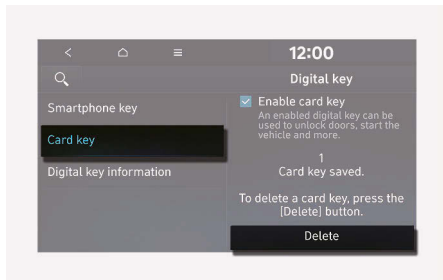 12:00
Digital key
Smartphone key
Card key
Digital key information
Enable card key
An enabled digital key can be
used to unlock doors, start the
vehicle and more.
1
Card key saved.
To delete a card key, press the
[Delete] button.
Delete